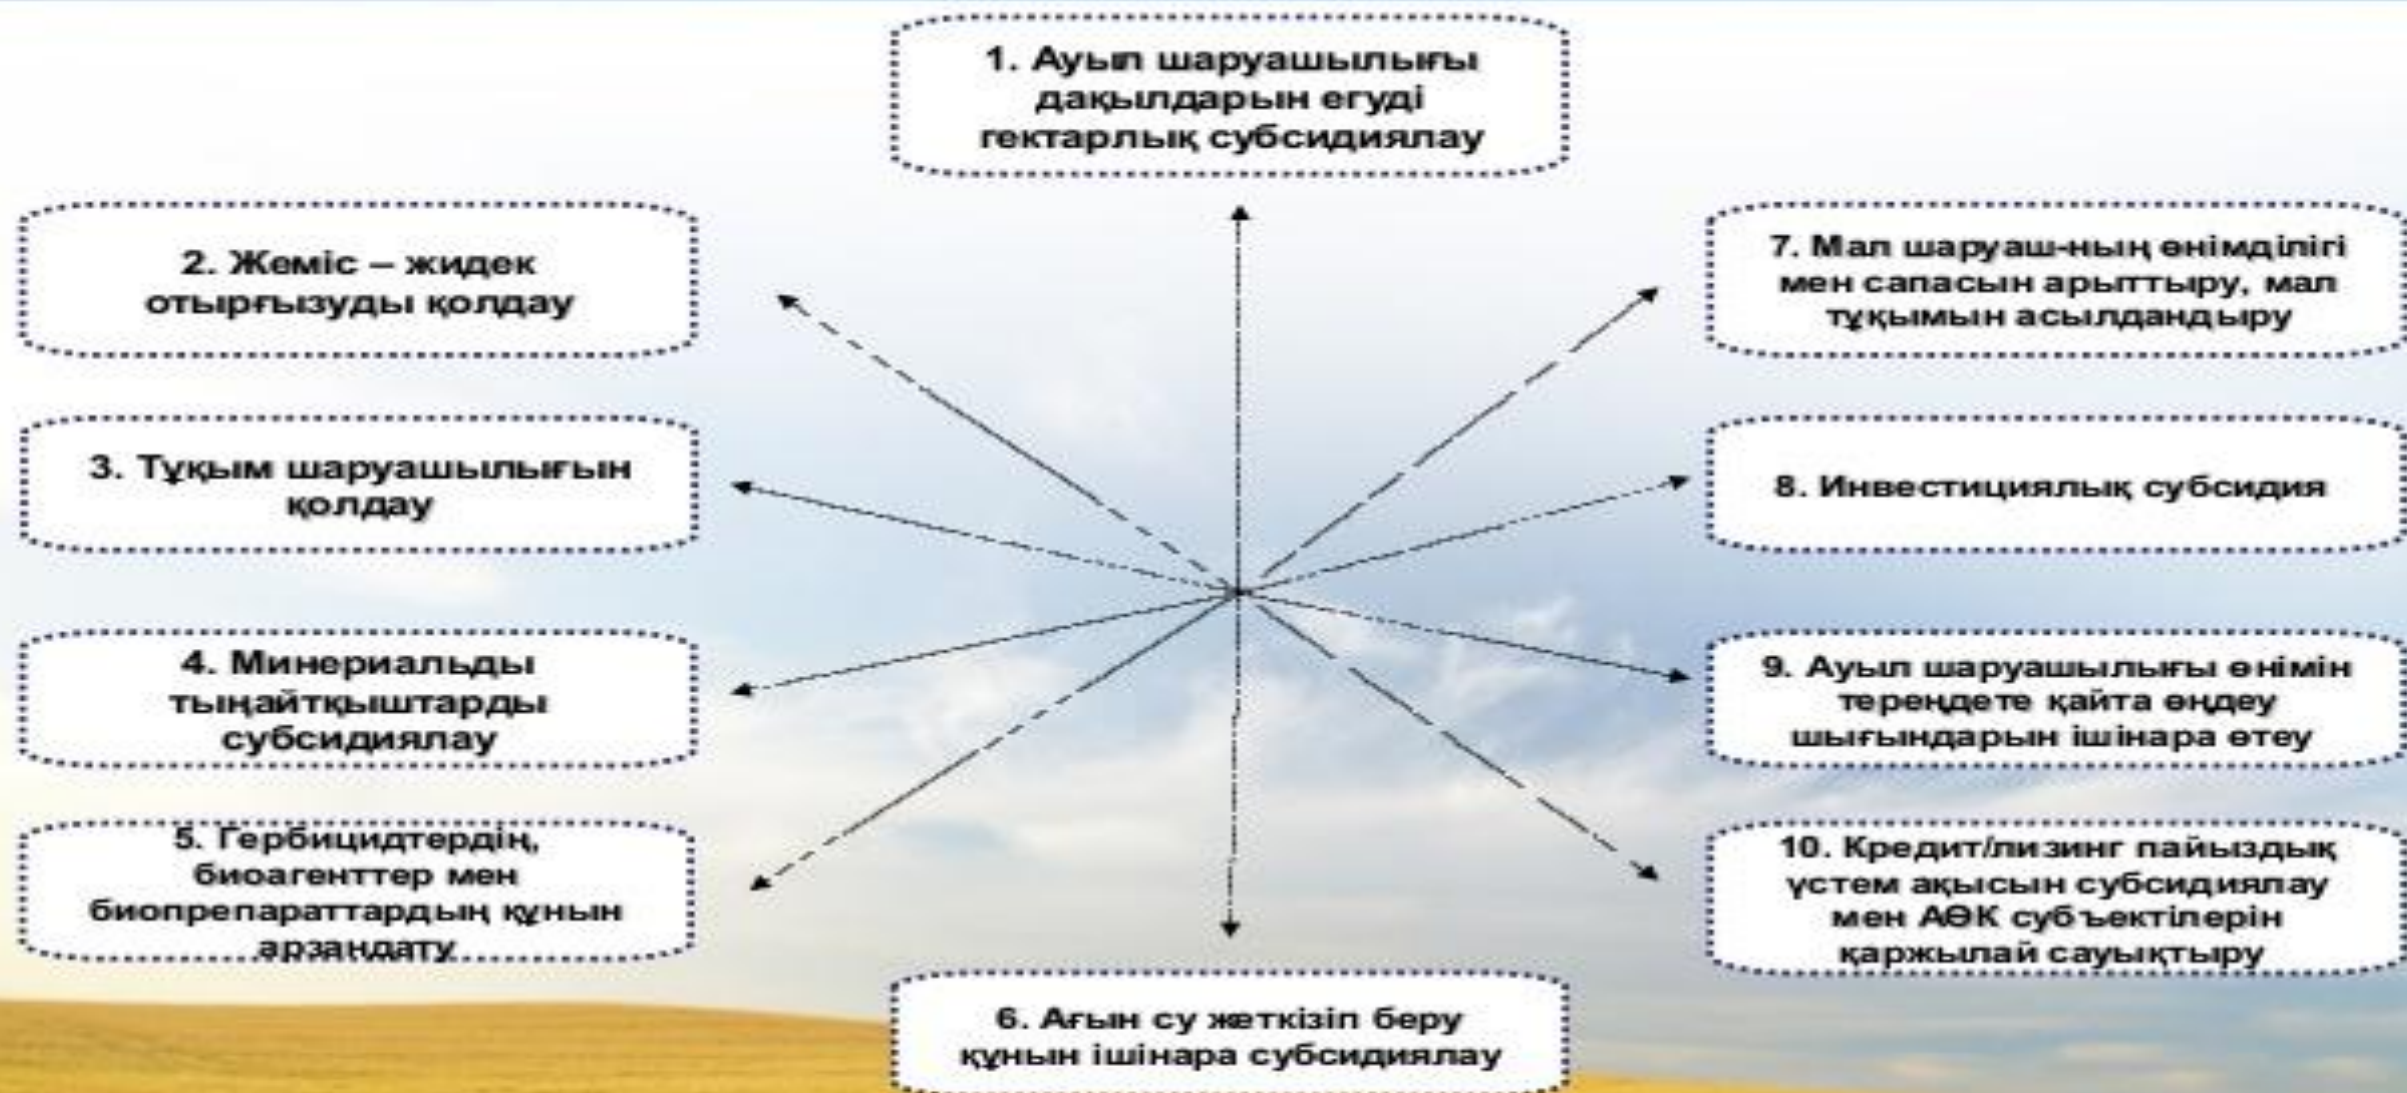 1. Ауыл шаруашылығы
дақылдарын егуді
гектарлық субсидиялау
2. Жеміс – жидек
отырғызуды қолдау
3. Тұқым шаруашылығын
қолдау
4. Минериальды
тыңайтқыштарды
субсидиялау
5. Гербицидтердің,
биоагенттер мен
биопрепараттардың құнын
арзандату
6. Ағын су жеткізіп беру
құнын ішінара субсидиялау
7. Мал шаруаш-ның өнімділігі
мен сапасын арыттыру, мал
тұқымын асылдандыру
8. Инвестициялық субсидия
9. Ауыл шаруашылығы өнімін
тереңдете қайта өңдеу
шығындарын ішінара өтеу
10. Кредит/лизинг пайыздық
үстем ақысын субсидиялау
мен АӨК субъектілерін
қаржылай сауықтыру